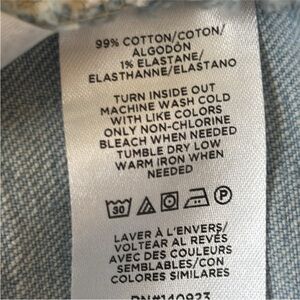 99% COTTON/COTON/
ALGODÓN
1% ELASTANE/
ELASTHANNE/ELASTANO
TURN INSIDE OUT
MACHINE WASH COLD
WITH LIKE COLORS
ONLY NON-CHLORINE
BLEACH WHEN NEEDED
TUMBLE DRY LOW
WARM IRON WHEN
NEEDED
30 P
LAVER À L'ENVERS/
VOLTEAR AL REVÉS
AVEC DES COULEURS
SEMBLABLES/CON
COLORES SIMILARES
RN#140923